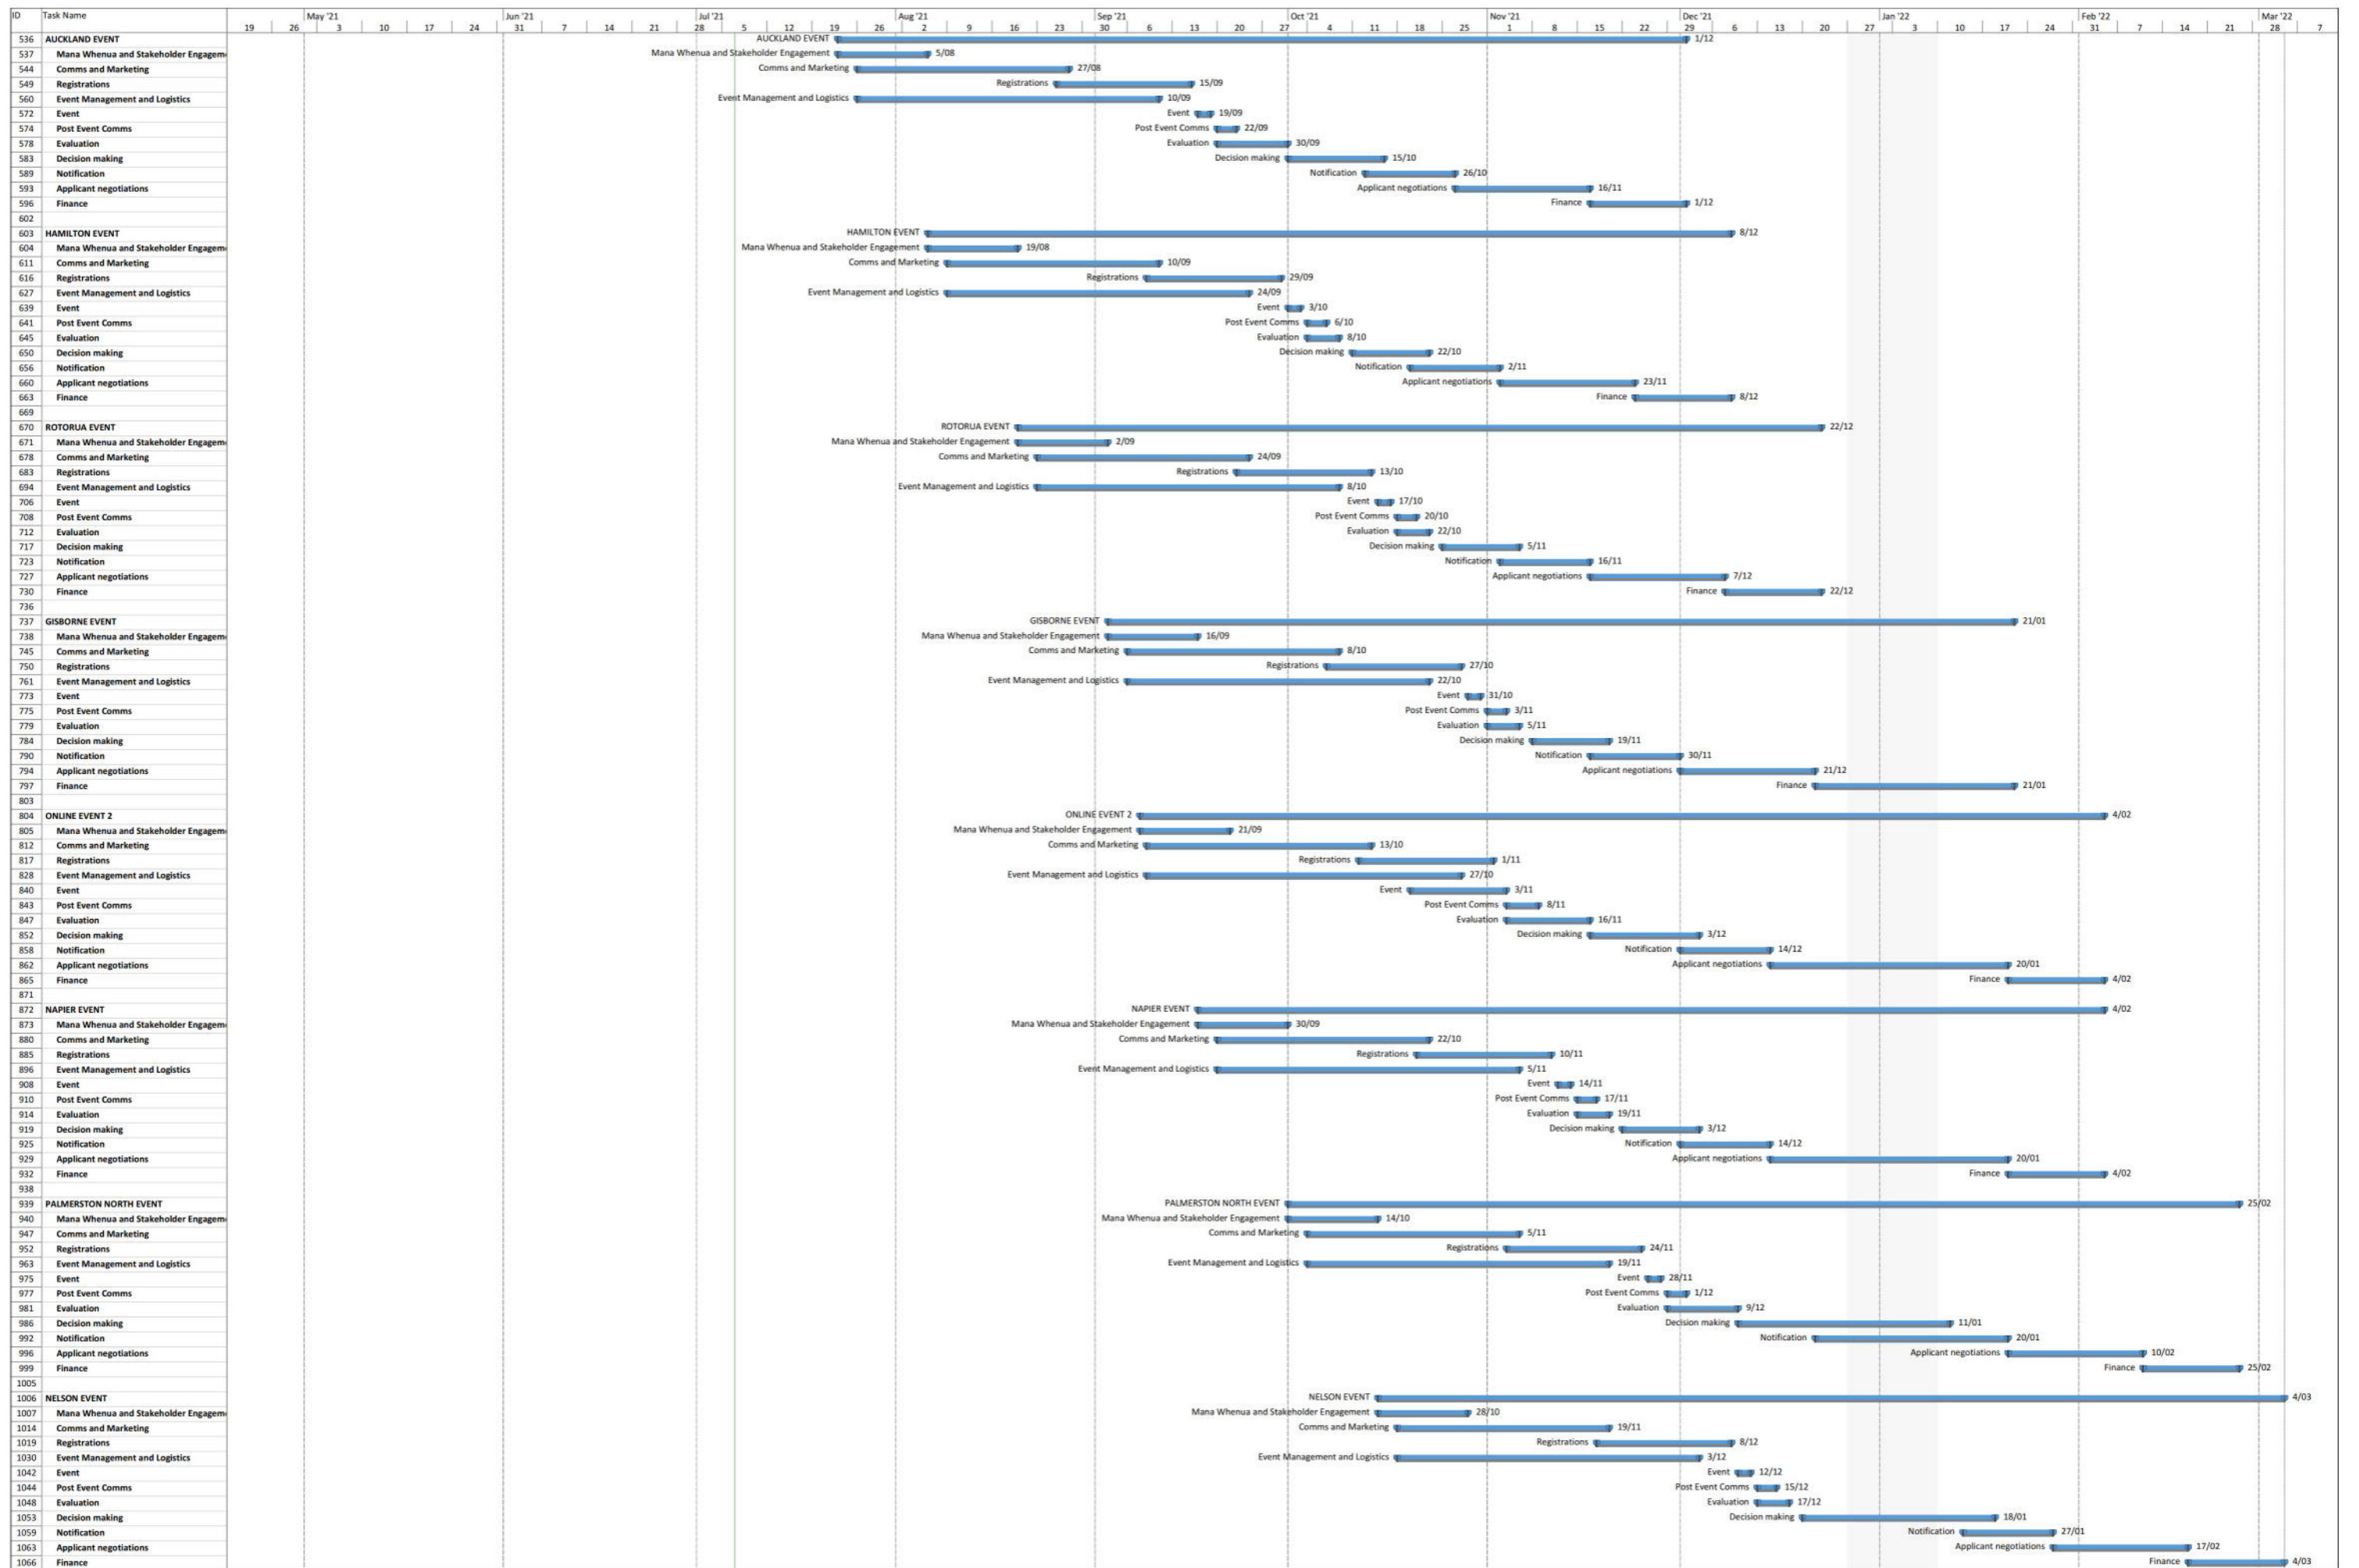 ID Task Name May '21 Jun '21 Jul '21 Aug '21 Sep '21 Oct '21 Nov '21 Dec '21 Jan '22 Feb '22 Mar '22
19 26 3 10 17 24 31 7 14 21 28 5 12 19 26 2 9 16 23 30 6 13 20 27 4 11 18 25 1 8 15 22 29 6 13 20 27 3 10 17 24 31 7 14 21 28 7
536 AUCKLAND EVENT AUCKLAND EVENT 1/12
537 Mana Whenua and Stakeholder Engagem Mana Whenua and Stakeholder Engagement 5/08
544 Comms and Marketing Comms and Marketing 27/08
549 Registrations Registrations 15/09
560 Event Management and Logistics Event Management and Logistics 10/09
572 Event Event 19/09
574 Post Event Comms Post Event Comms 22/09
578 Evaluation Evaluation 30/09
583 Decision making Decision making 15/10
589 Notification Notification 26/10
593 Applicant negotiations Applicant negotiations 16/11
596 Finance Finance 1/12
602
603 HAMILTON EVENT HAMILTON EVENT 8/12
604 Mana Whenua and Stakeholder Engagem Mana Whenua and Stakeholder Engagement 19/08
611 Comms and Marketing Comms and Marketing 10/09
616 Registrations Registrations 29/09
627 Event Management and Logistics Event Management and Logistics 24/09
639 Event Event 3/10
641 Post Event Comms Post Event Comms 6/10
645 Evaluation Evaluation 8/10
650 Decision making Decision making 22/10
656 Notification Notification 2/11
660 Applicant negotiations Applicant negotiations 23/11
663 Finance Finance 8/12
669
670 ROTORUA EVENT ROTORUA EVENT 22/12
671 Mana Whenua and Stakeholder Engagem Mana Whenua and Stakeholder Engagement 2/09
678 Comms and Marketing Comms and Marketing 24/09
683 Registrations Registrations 13/10
694 Event Management and Logistics Event Management and Logistics 8/10
706 Event Event 17/10
708 Post Event Comms Post Event Comms 20/10
712 Evaluation Evaluation 22/10
717 Decision making Decision making 5/11
723 Notification Notification 16/11
727 Applicant negotiations Applicant negotiations 7/12
730 Finance Finance 22/12
736
737 GISBORNE EVENT GISBORNE EVENT 21/01
738 Mana Whenua and Stakeholder Engagem Mana Whenua and Stakeholder Engagement 16/09
745 Comms and Marketing Comms and Marketing 8/10
750 Registrations Registrations 27/10
761 Event Management and Logistics Event Management and Logistics 22/10
773 Event Event 31/10
775 Post Event Comms Post Event Comms 3/11
779 Evaluation Evaluation 5/11
784 Decision making Decision making 19/11
790 Notification Notification 30/11
794 Applicant negotiations Applicant negotiations 21/12
797 Finance Finance 21/01
803
804 ONLINE EVENT 2 ONLINE EVENT 2 4/02
805 Mana Whenua and Stakeholder Engagem Mana Whenua and Stakeholder Engagement 21/09
812 Comms and Marketing Comms and Marketing 13/10
817 Registrations Registrations 1/11
828 Event Management and Logistics Event Management and Logistics 27/10
840 Event Event 3/11
843 Post Event Comms Post Event Comms 8/11
847 Evaluation Evaluation 16/11
852 Decision making Decision making 3/12
858 Notification Notification 14/12
862 Applicant negotiations Applicant negotiations 20/01
865 Finance Finance 4/02
871
872 NAPIER EVENT NAPIER EVENT 4/02
873 Mana Whenua and Stakeholder Engagem Mana Whenua and Stakeholder Engagement 30/09
880 Comms and Marketing Comms and Marketing 22/10
885 Registrations Registrations 10/11
896 Event Management and Logistics Event Management and Logistics 5/11
908 Event Event 14/11
910 Post Event Comms Post Event Comms 17/11
914 Evaluation Evaluation 19/11
919 Decision making Decision making 3/12
925 Notification Notification 14/12
929 Applicant negotiations Applicant negotiations 20/01
932 Finance Finance 4/02
938
939 PALMERSTON NORTH EVENT PALMERSTON NORTH EVENT 25/02
940 Mana Whenua and Stakeholder Engagem Mana Whenua and Stakeholder Engagement 14/10
947 Comms and Marketing Comms and Marketing 5/11
952 Registrations Registrations 24/11
963 Event Management and Logistics Event Management and Logistics 19/11
975 Event Event 28/11
977 Post Event Comms Post Event Comms 1/12
981 Evaluation Evaluation 9/12
986 Decision making Decision making 11/01
992 Notification Notification 20/01
996 Applicant negotiations Applicant negotiations 10/02
999 Finance Finance 25/02
1005
1006 NELSON EVENT NELSON EVENT 4/03
1007 Mana Whenua and Stakeholder Engagem Mana Whenua and Stakeholder Engagement 28/10
1014 Comms and Marketing Comms and Marketing 19/11
1019 Registrations Registrations 8/12
1030 Event Management and Logistics Event Management and Logistics 3/12
1042 Event Event 12/12
1044 Post Event Comms Post Event Comms 15/12
1048 Evaluation Evaluation 17/12
1053 Decision making Decision making 18/01
1059 Notification Notification 27/01
1063 Applicant negotiations Applicant negotiations 17/02
1066 Finance Finance 4/03